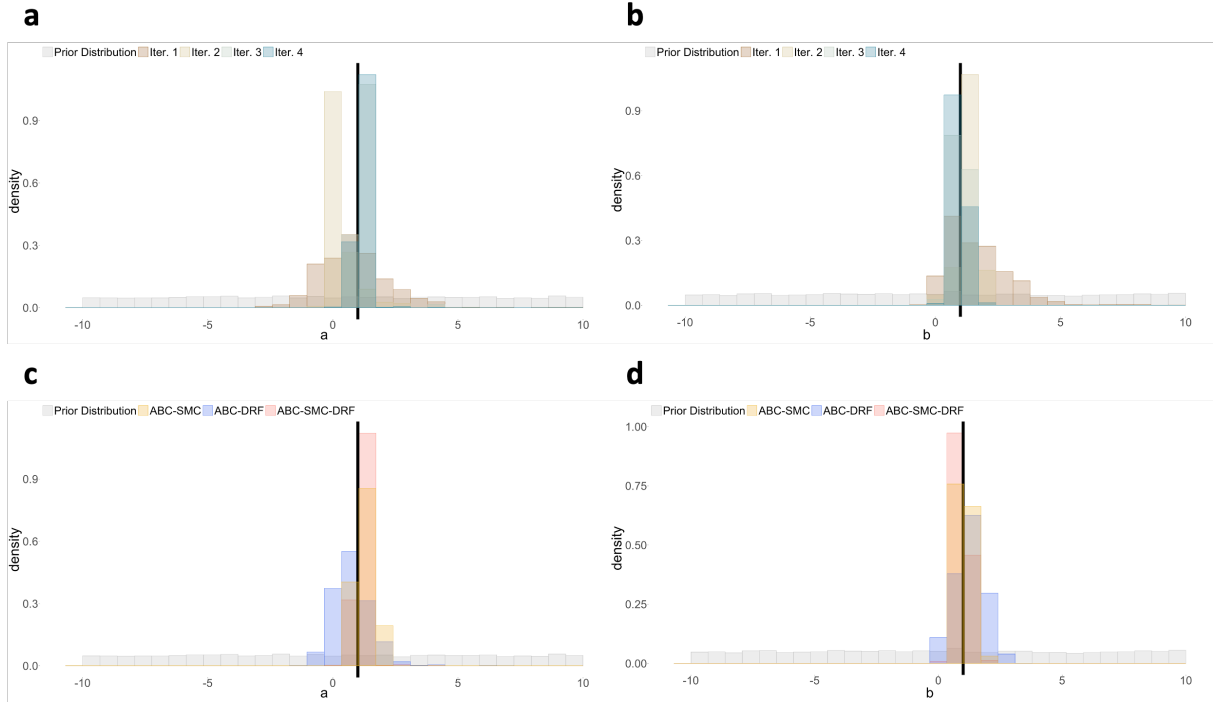 a
Prior Distribution Iter. 1 Iter. 2 Iter. 3 Iter. 4
density
0.9
0.6
0.3
0.0
-10 -5 0 5 10
a
b
Prior Distribution Iter. 1 Iter. 2 Iter. 3 Iter. 4
density
0.9
0.6
0.3
0.0
-10 -5 0 5 10
b
c
Prior Distribution ABC-SMC ABC-DRF ABC-SMC-DRF
density
0.9
0.6
0.3
0.0
-10 -5 0 5 10
a
d
Prior Distribution ABC-SMC ABC-DRF ABC-SMC-DRF
density
1.00
0.75
0.50
0.25
0.00
-10 -5 0 5 10
b